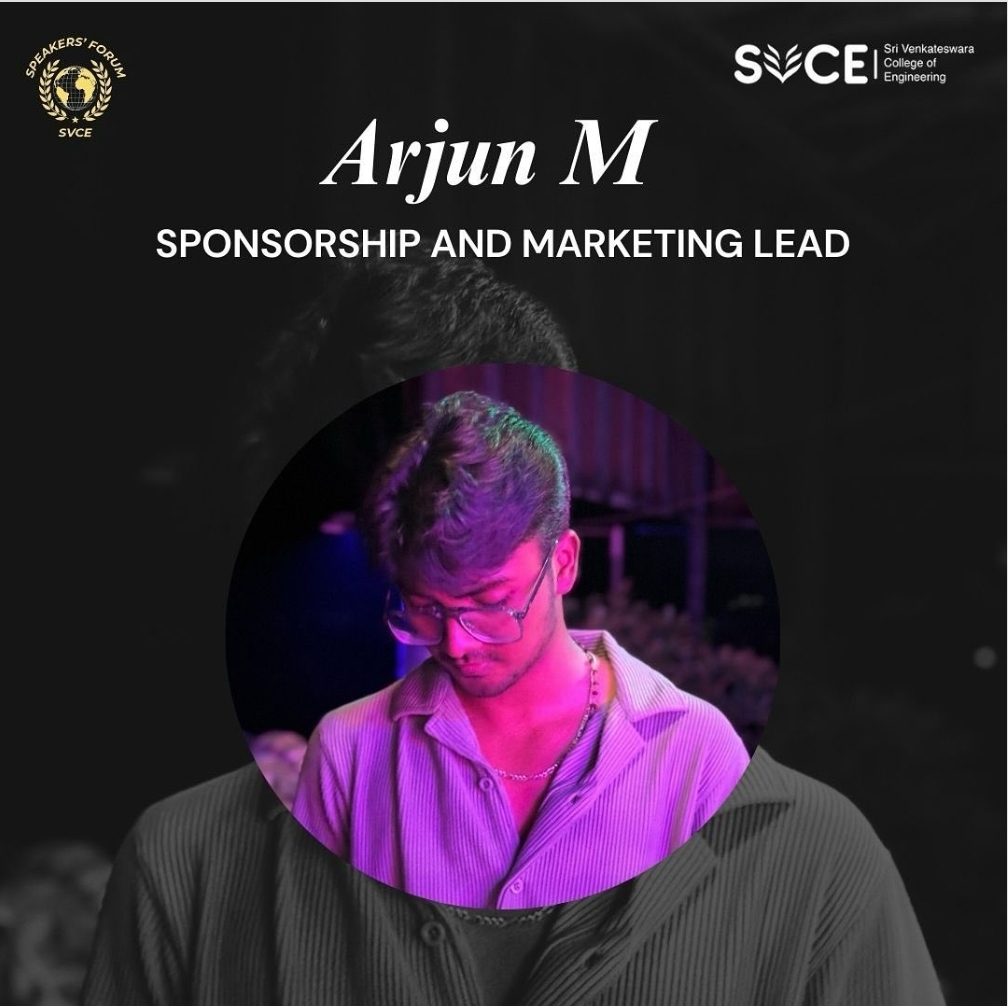 SPEAKERS' FORUM
SVCE
SVCE
Sri Venkateswara
College of
Engineering
Arjun M
SPONSORSHIP AND MARKETING LEAD